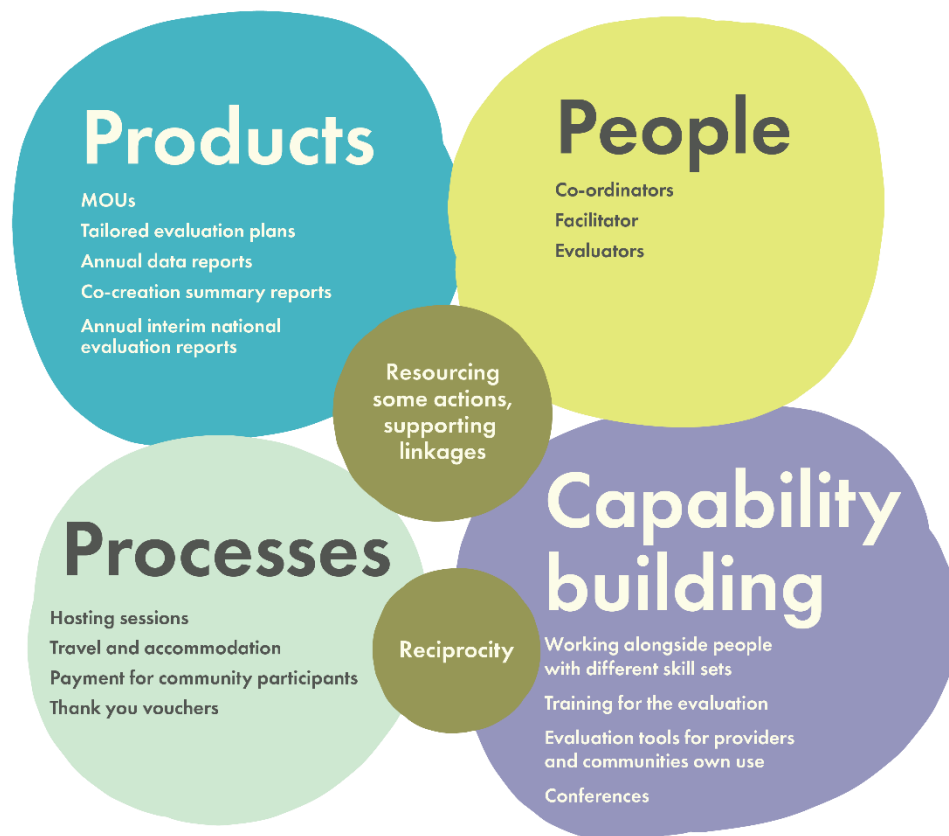 Products
MOUs
Tailored evaluation plans
Annual data reports
Co-creation summary reports
Annual interim national
evaluation reports
People
Co-ordinators
Facilitator
Evaluators
Resourcing
some actions,
supporting
linkages
Processes
Hosting sessions
Travel and accommodation
Payment for community participants
Thank you vouchers
Reciprocity
Capability
building
Working alongside people
with different skill sets
Training for the evaluation
Evaluation tools for providers
and communities own use
Conferences